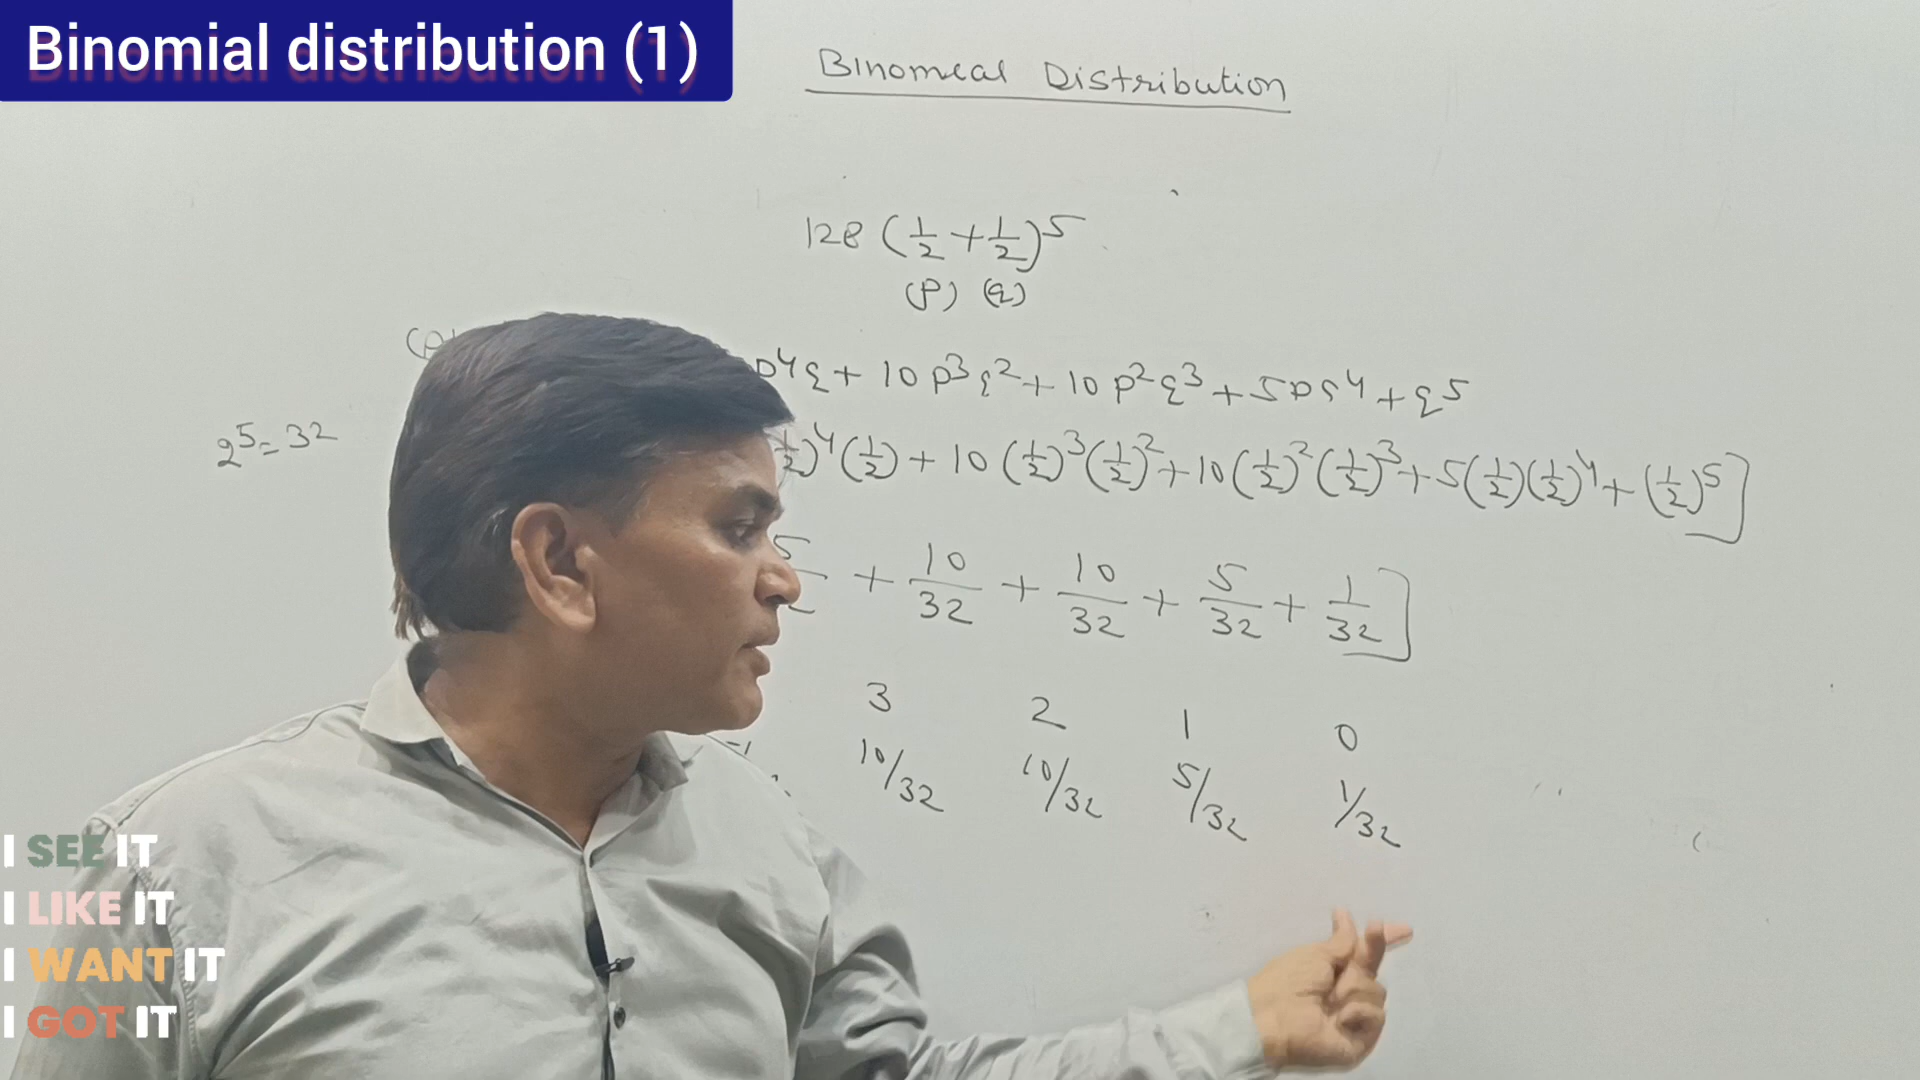 Binomial distribution (1)
Binomial Distribution
128 (1/2 + 1/2)^5
(p) (q)
p^4q + 10 p^3q^2 + 10 p^2q^3 + 5pq^4 + q^5
2^5 = 32
1/2)^4(1/2) + 10 (1/2)^3(1/2)^2 + 10(1/2)^2(1/2)^3 + 5(1/2)(1/2)^4 + (1/2)^5]
5 + 10/32 + 10/32 + 5/32 + 1/32]
3 2 1 0
10/32 10/32 5/32 1/32
I SEE IT
I LIKE IT
I WANT IT
I GOT IT